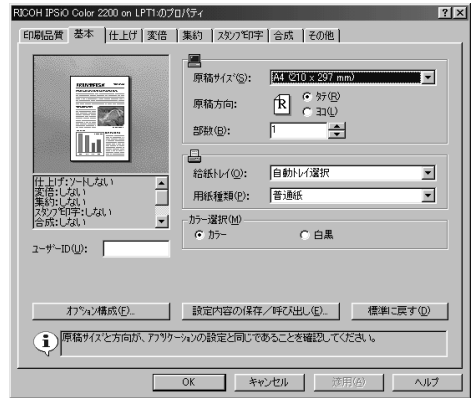 RICOH IPSiO Color 2200 on LPT1:のプロパティ
印刷品質 基本 仕上げ 変倍 集約 スタンプ印字 合成 その他
原稿サイズ(S): A4 (210 x 297 mm)
原稿方向: R タテ(R)
ヨコ(L)
部数(B): 1
給紙トレイ(O): 自動トレイ選択
用紙種類(P): 普通紙
仕上げ:ソートしない
変倍:しない
集約:しない
スタンプ印字:しない
合成:しない
カラー選択(M)
カラー 白黒
ユーザーID(U):
オプション構成(F)... 設定内容の保存/呼び出し(E)... 標準に戻す(D)
原稿サイズと方向が、アプリケーションの設定と同じであることを確認してください。
OK キャンセル 適用(A) ヘルプ